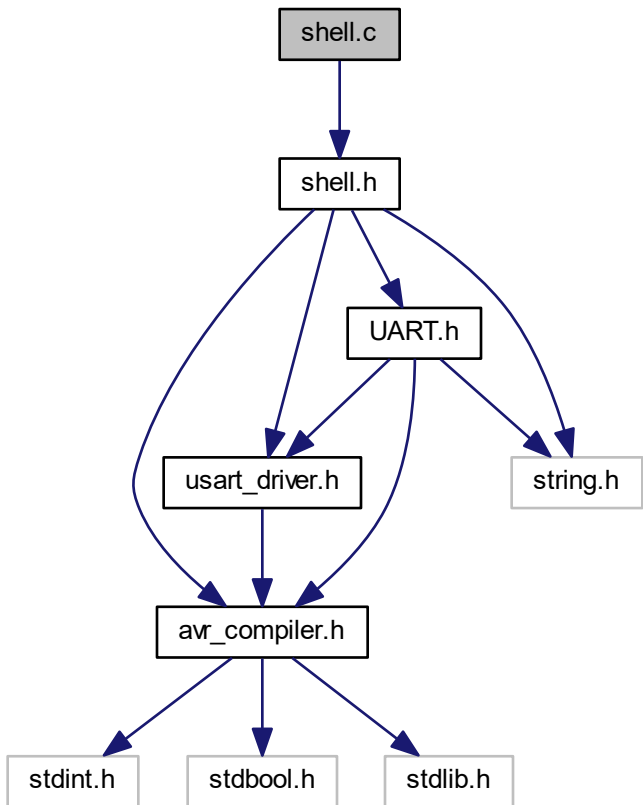 shell.c
shell.h
UART.h
usart_driver.h
string.h
avr_compiler.h
stdint.h
stdbool.h
stdlib.h